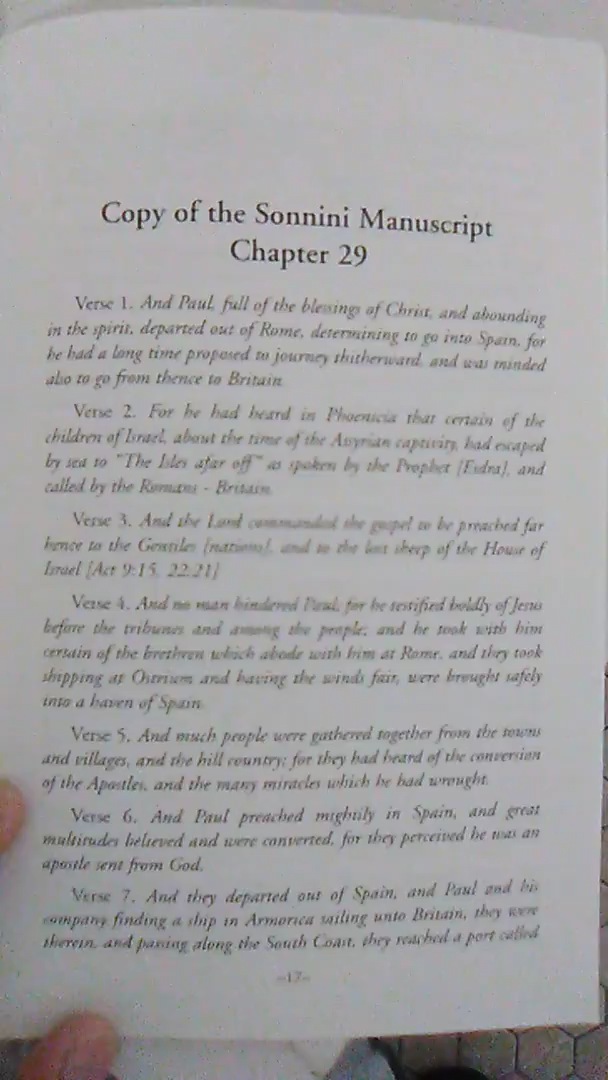 Copy of the Sonnini Manuscript
Chapter 29
Verse 1. And Paul, full of the blessings of Christ, and abounding
in the spirit, departed out of Rome, determining to go into Spain, for
he had a long time proposed to journey thitherward, and was minded
also to go from thence to Britain.
Verse 2. For he had heard in Phoenicia that certain of the
children of Israel, about the time of the Assyrian captivity, had escaped
by sea to "The Isles afar off" as spoken by the Prophet [Esdra], and
called by the Romans - Britain.
Verse 3. And the Lord commanded the gospel to be preached far
hence to the Gentiles [nations], and to the lost sheep of the House of
Israel [Act 9:15, 22:21]
Verse 4. And no man hindered Paul, for he testified boldly of Jesus
before the tribunes and among the people; and he took with him
certain of the brethren which abode with him at Rome, and they took
shipping at Ostrium and having the winds fair, were brought safely
into a haven of Spain.
Verse 5. And much people were gathered together from the towns
and villages, and the hill country; for they had heard of the conversion
of the Apostles, and the many miracles which he had wrought.
Verse 6. And Paul preached mightily in Spain, and great
multitudes believed and were converted, for they perceived he was an
apostle sent from God.
Verse 7. And they departed out of Spain, and Paul and his
company finding a ship in Armorica sailing unto Britain, they were
therein, and passing along the South Coast, they reached a port called
–17–